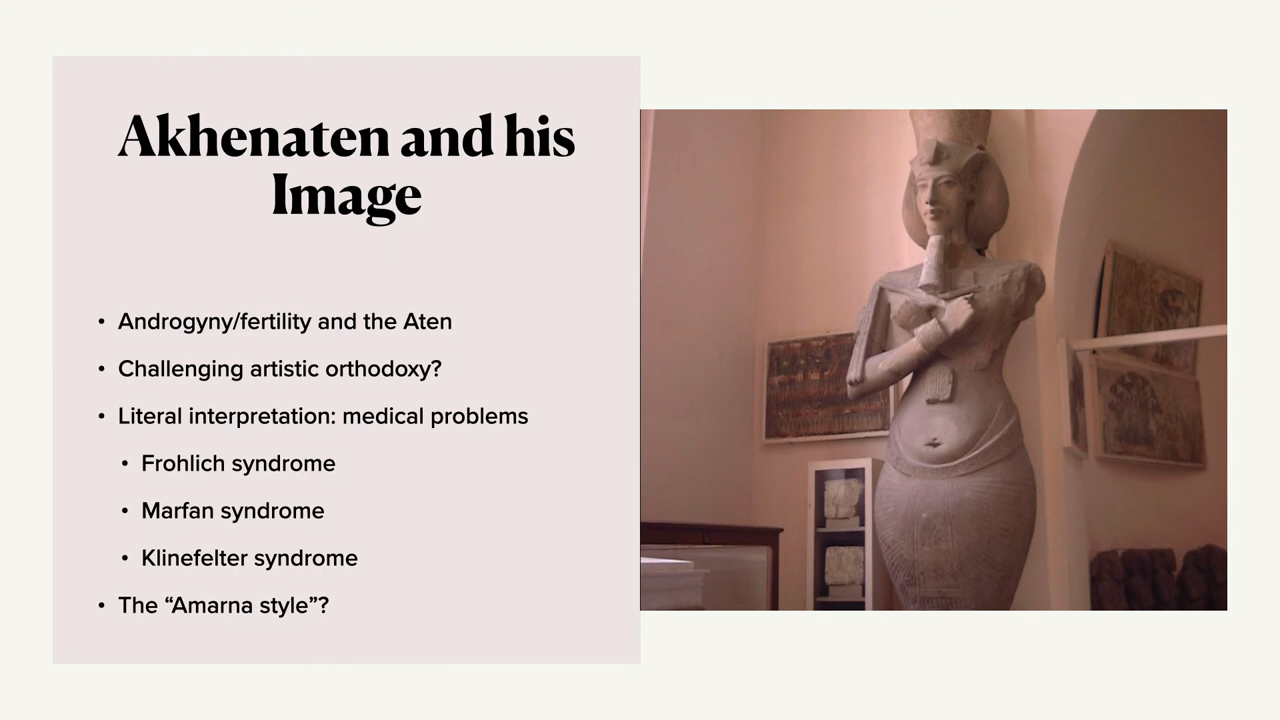 Akhenaten and his
Image
• Androgyny/fertility and the Aten
• Challenging artistic orthodoxy?
• Literal interpretation: medical problems
• Frohlich syndrome
• Marfan syndrome
• Klinefelter syndrome
• The “Amarna style”?